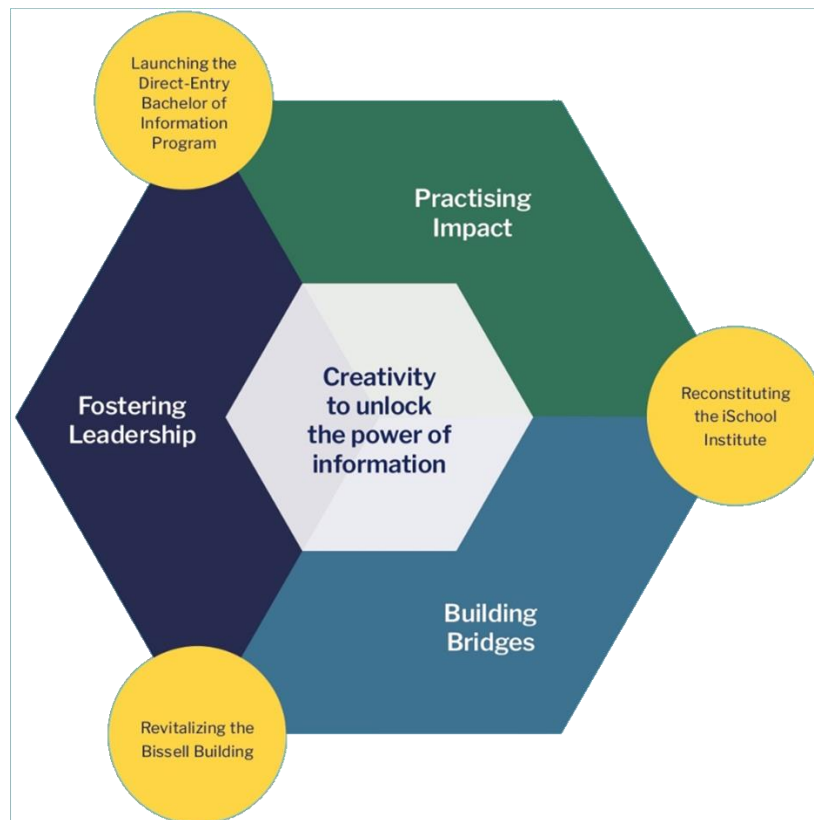 Launching the
Direct-Entry
Bachelor of
Information
Program
Practising
Impact
Fostering
Leadership
Creativity
to unlock
the power of
information
Reconstituting
the iSchool
Institute
Building
Bridges
Revitalizing the
Bissell Building